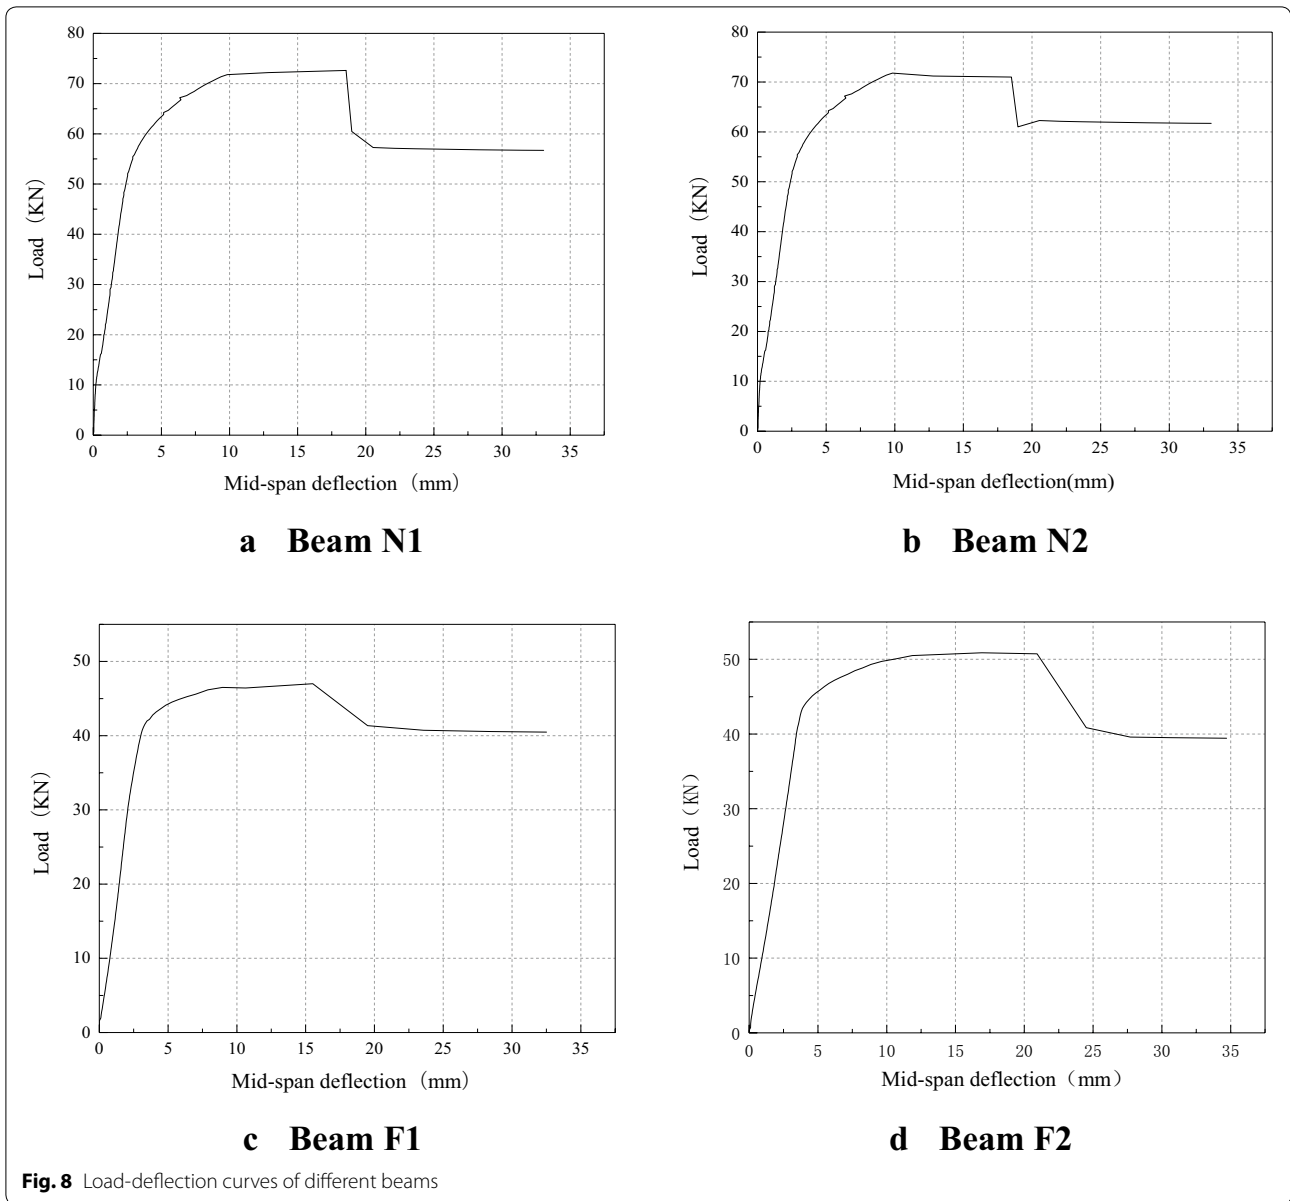 80
70
60
50
40
30
20
10
0
Load（KN）
0 5 10 15 20 25 30 35
Mid-span deflection（mm）
a Beam N1
80
70
60
50
40
30
20
10
0
Load（KN）
0 5 10 15 20 25 30 35
Mid-span deflection(mm)
b Beam N2
50
40
30
20
10
0
Load（KN）
0 5 10 15 20 25 30 35
Mid-span deflection（mm）
c Beam F1
50
40
30
20
10
0
Load（KN）
0 5 10 15 20 25 30 35
Mid-span deflection（mm）
d Beam F2
Fig. 8 Load-deflection curves of different beams